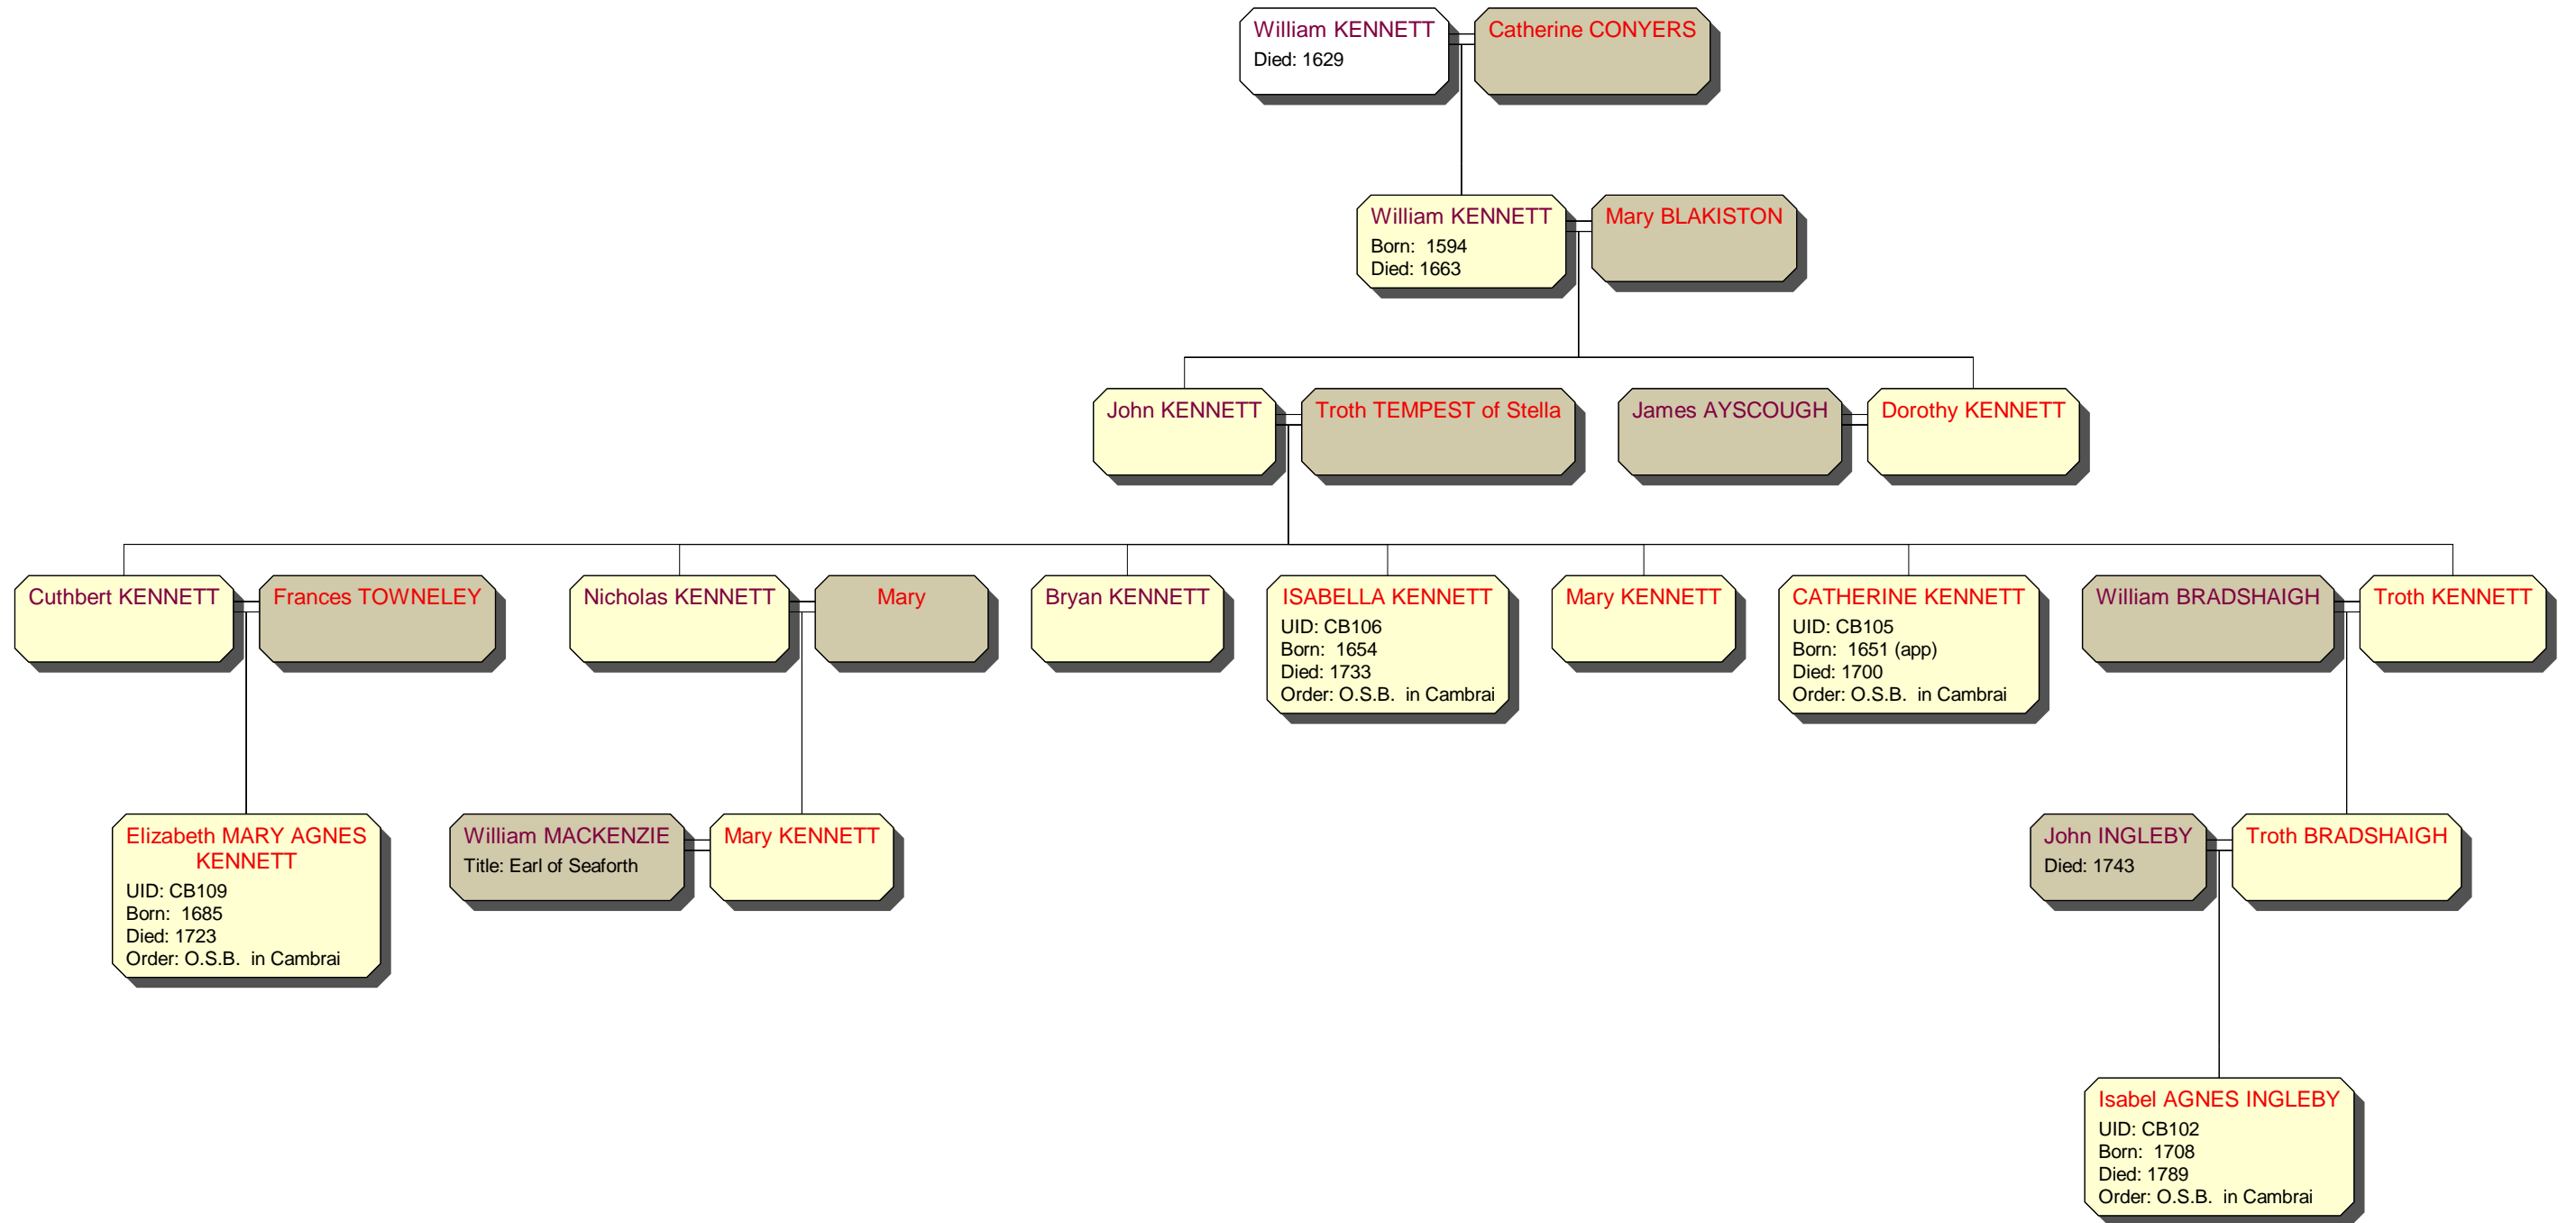 William KENNETT
Died: 1629
Catherine CONYERS
William KENNETT
Born:  1594
Died: 1663
Mary BLAKISTON
John KENNETT
Troth TEMPEST of Stella
James AYSCOUGH
Dorothy KENNETT
Cuthbert KENNETT
Frances TOWNELEY
Nicholas KENNETT
Mary
Bryan KENNETT
ISABELLA KENNETT
UID: CB106
Born:  1654
Died: 1733
Order: O.S.B.  in Cambrai
Mary KENNETT
CATHERINE KENNETT
UID: CB105
Born:  1651 (app)
Died: 1700
Order: O.S.B.  in Cambrai
William BRADSHAIGH
Troth KENNETT
Elizabeth MARY AGNES
KENNETT
UID: CB109
Born:  1685
Died: 1723
Order: O.S.B.  in Cambrai
William MACKENZIE
Title: Earl of Seaforth
Mary KENNETT
John INGLEBY
Died: 1743
Troth BRADSHAIGH
Isabel AGNES INGLEBY
UID: CB102
Born:  1708
Died: 1789
Order: O.S.B.  in Cambrai